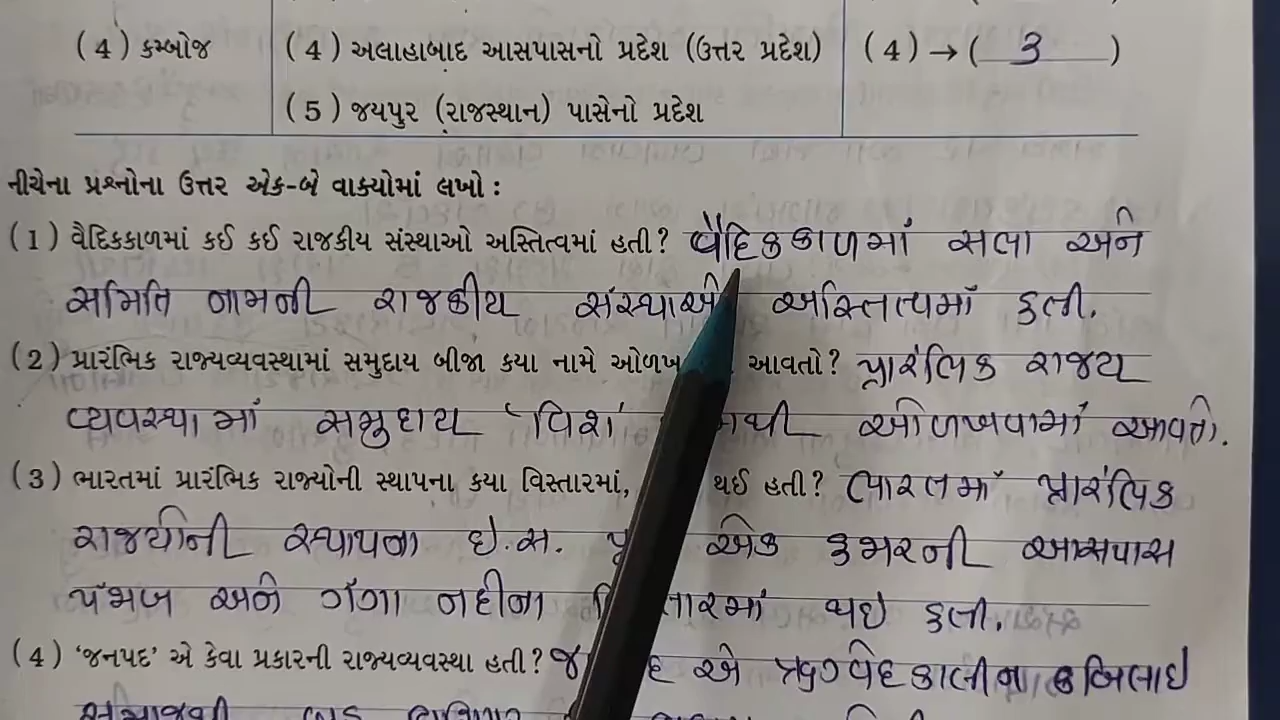 (4) કમ્બોજ (4) અલાહાબાદ આસપાસનો પ્રદેશ (ઉત્તર પ્રદેશ) (4) → ( 3 )
(5) જયપુર (રાજસ્થાન) પાસેનો પ્રદેશ
નીચેના પ્રશ્નોના ઉત્તર એક-બે વાક્યોમાં લખો :
(1) વૈદિકકાળમાં કઈ કઈ રાજકીય સંસ્થાઓ અસ્તિત્વમાં હતી? વૈદિકકાળમાં સભા અને
સમિતિ નામની રાજકીય સંસ્થાઓ અસ્તિત્વમાં હતી.
(2) પ્રારંભિક રાજ્યવ્યવસ્થામાં સમુદાય બીજા કયા નામે આવતો? પ્રારંભિક રાજ્ય
વ્યવસ્થામાં સમુદાય 'વિશ' ઓળખવામાં આવતો.
(3) ભારતમાં પ્રારંભિક રાજ્યોની સ્થાપના કયા વિસ્તારમાં, થઈ હતી? ભારતમાં પ્રારંભિક
રાજ્યોની સ્થાપના ઈ.સ. એક હજારની આસપાસ
પંજાબ અને ગંગા નદીના થઈ હતી.
(4) 'જનપદ' એ કેવા પ્રકારની રાજ્યવ્યવસ્થા હતી? એ ઋગ્વેદકાલીન કબિલાઈ